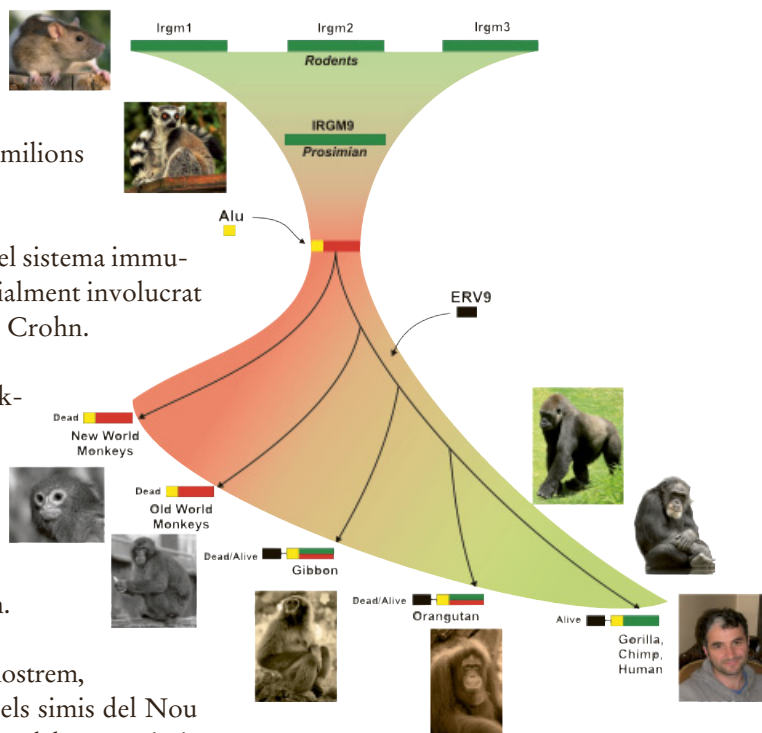 Irgm1 Irgm2 Irgm3
Rodents
IRGM9
Prosimian
milions
Alu
el sistema immu-
ialment involucrat
Crohn.
ERV9
k-
Dead
New World
Monkeys
Dead
Old World
Monkeys
Dead/Alive
Gibbon
Dead/Alive
Orangutan
Alive
Gorilla,
Chimp,
Human
ostrem,
els simis del Nou